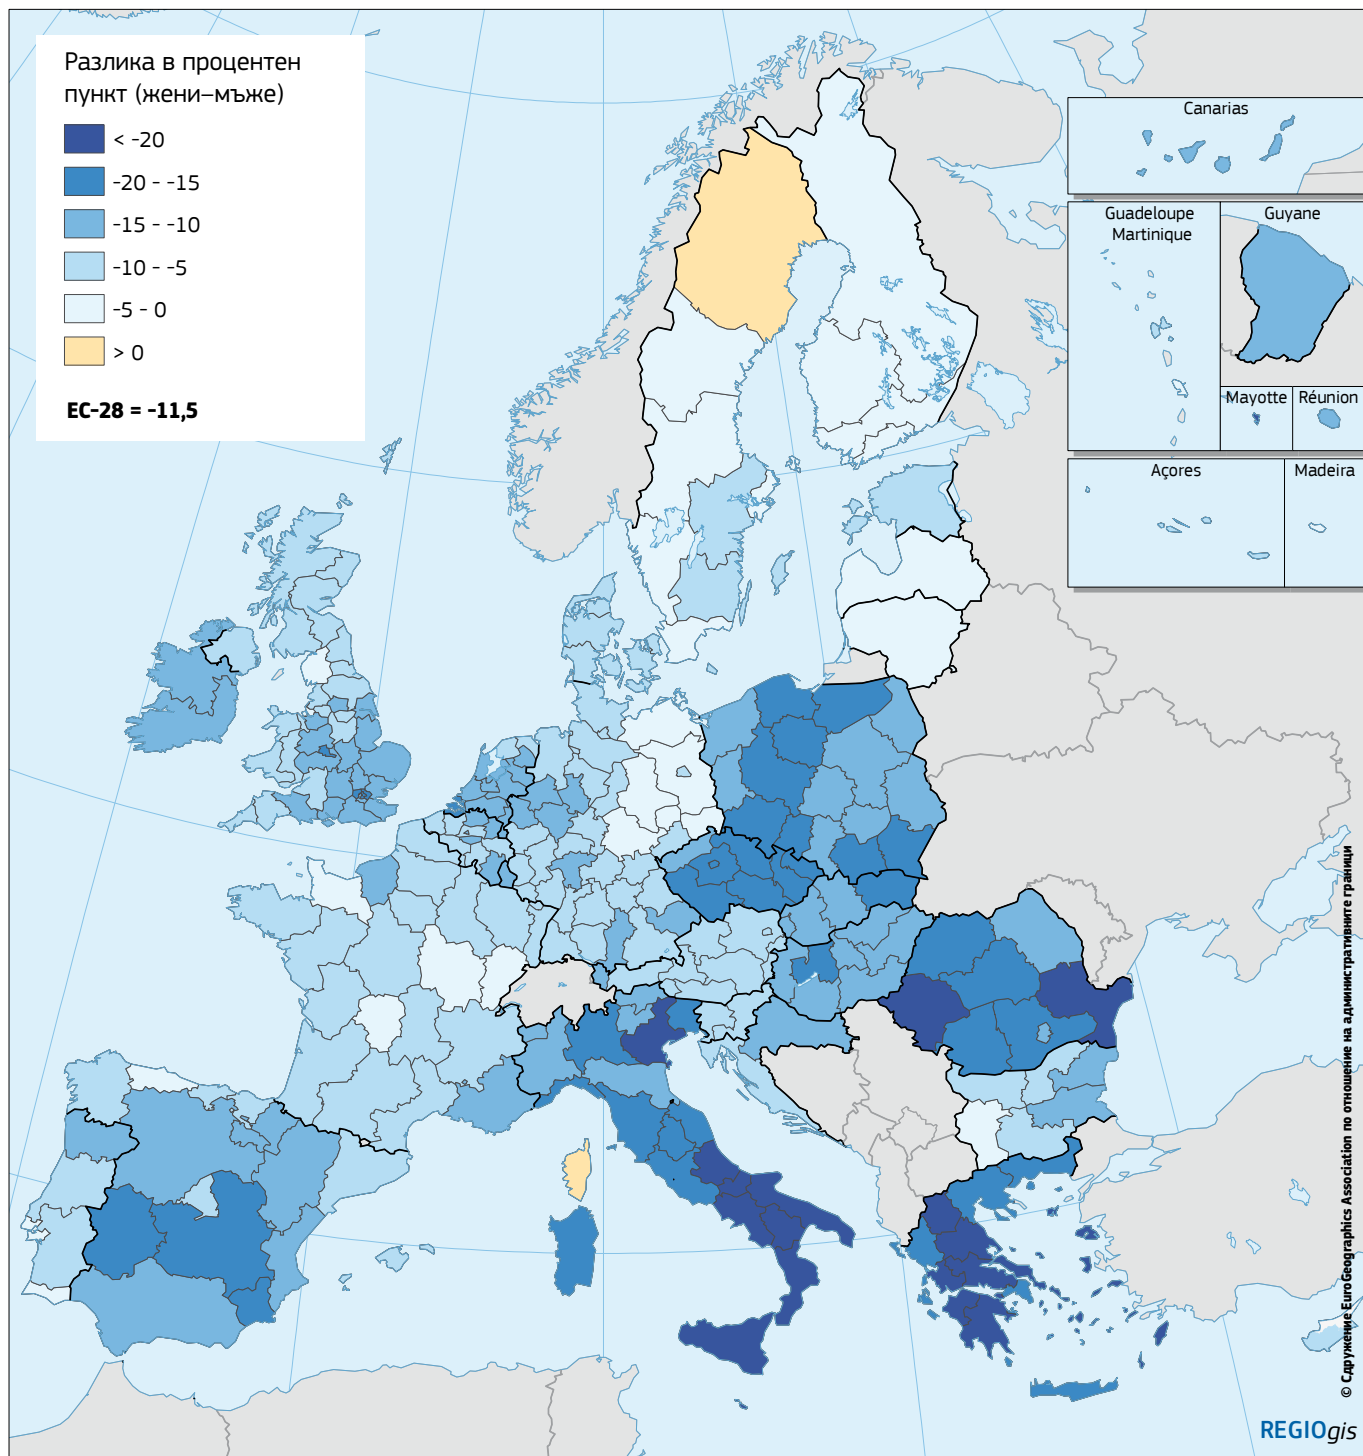 Разлика в процентен
пункт (жени–мъже)
< -20
-20 - -15
-15 - -10
-10 - -5
-5 - 0
> 0
ЕС-28 = -11,5
Canarias
Guadeloupe
Martinique
Guyane
Mayotte
Réunion
Açores
Madeira
© Сдружение EuroGeographics Association по отношение на административните граници
REGIOgis